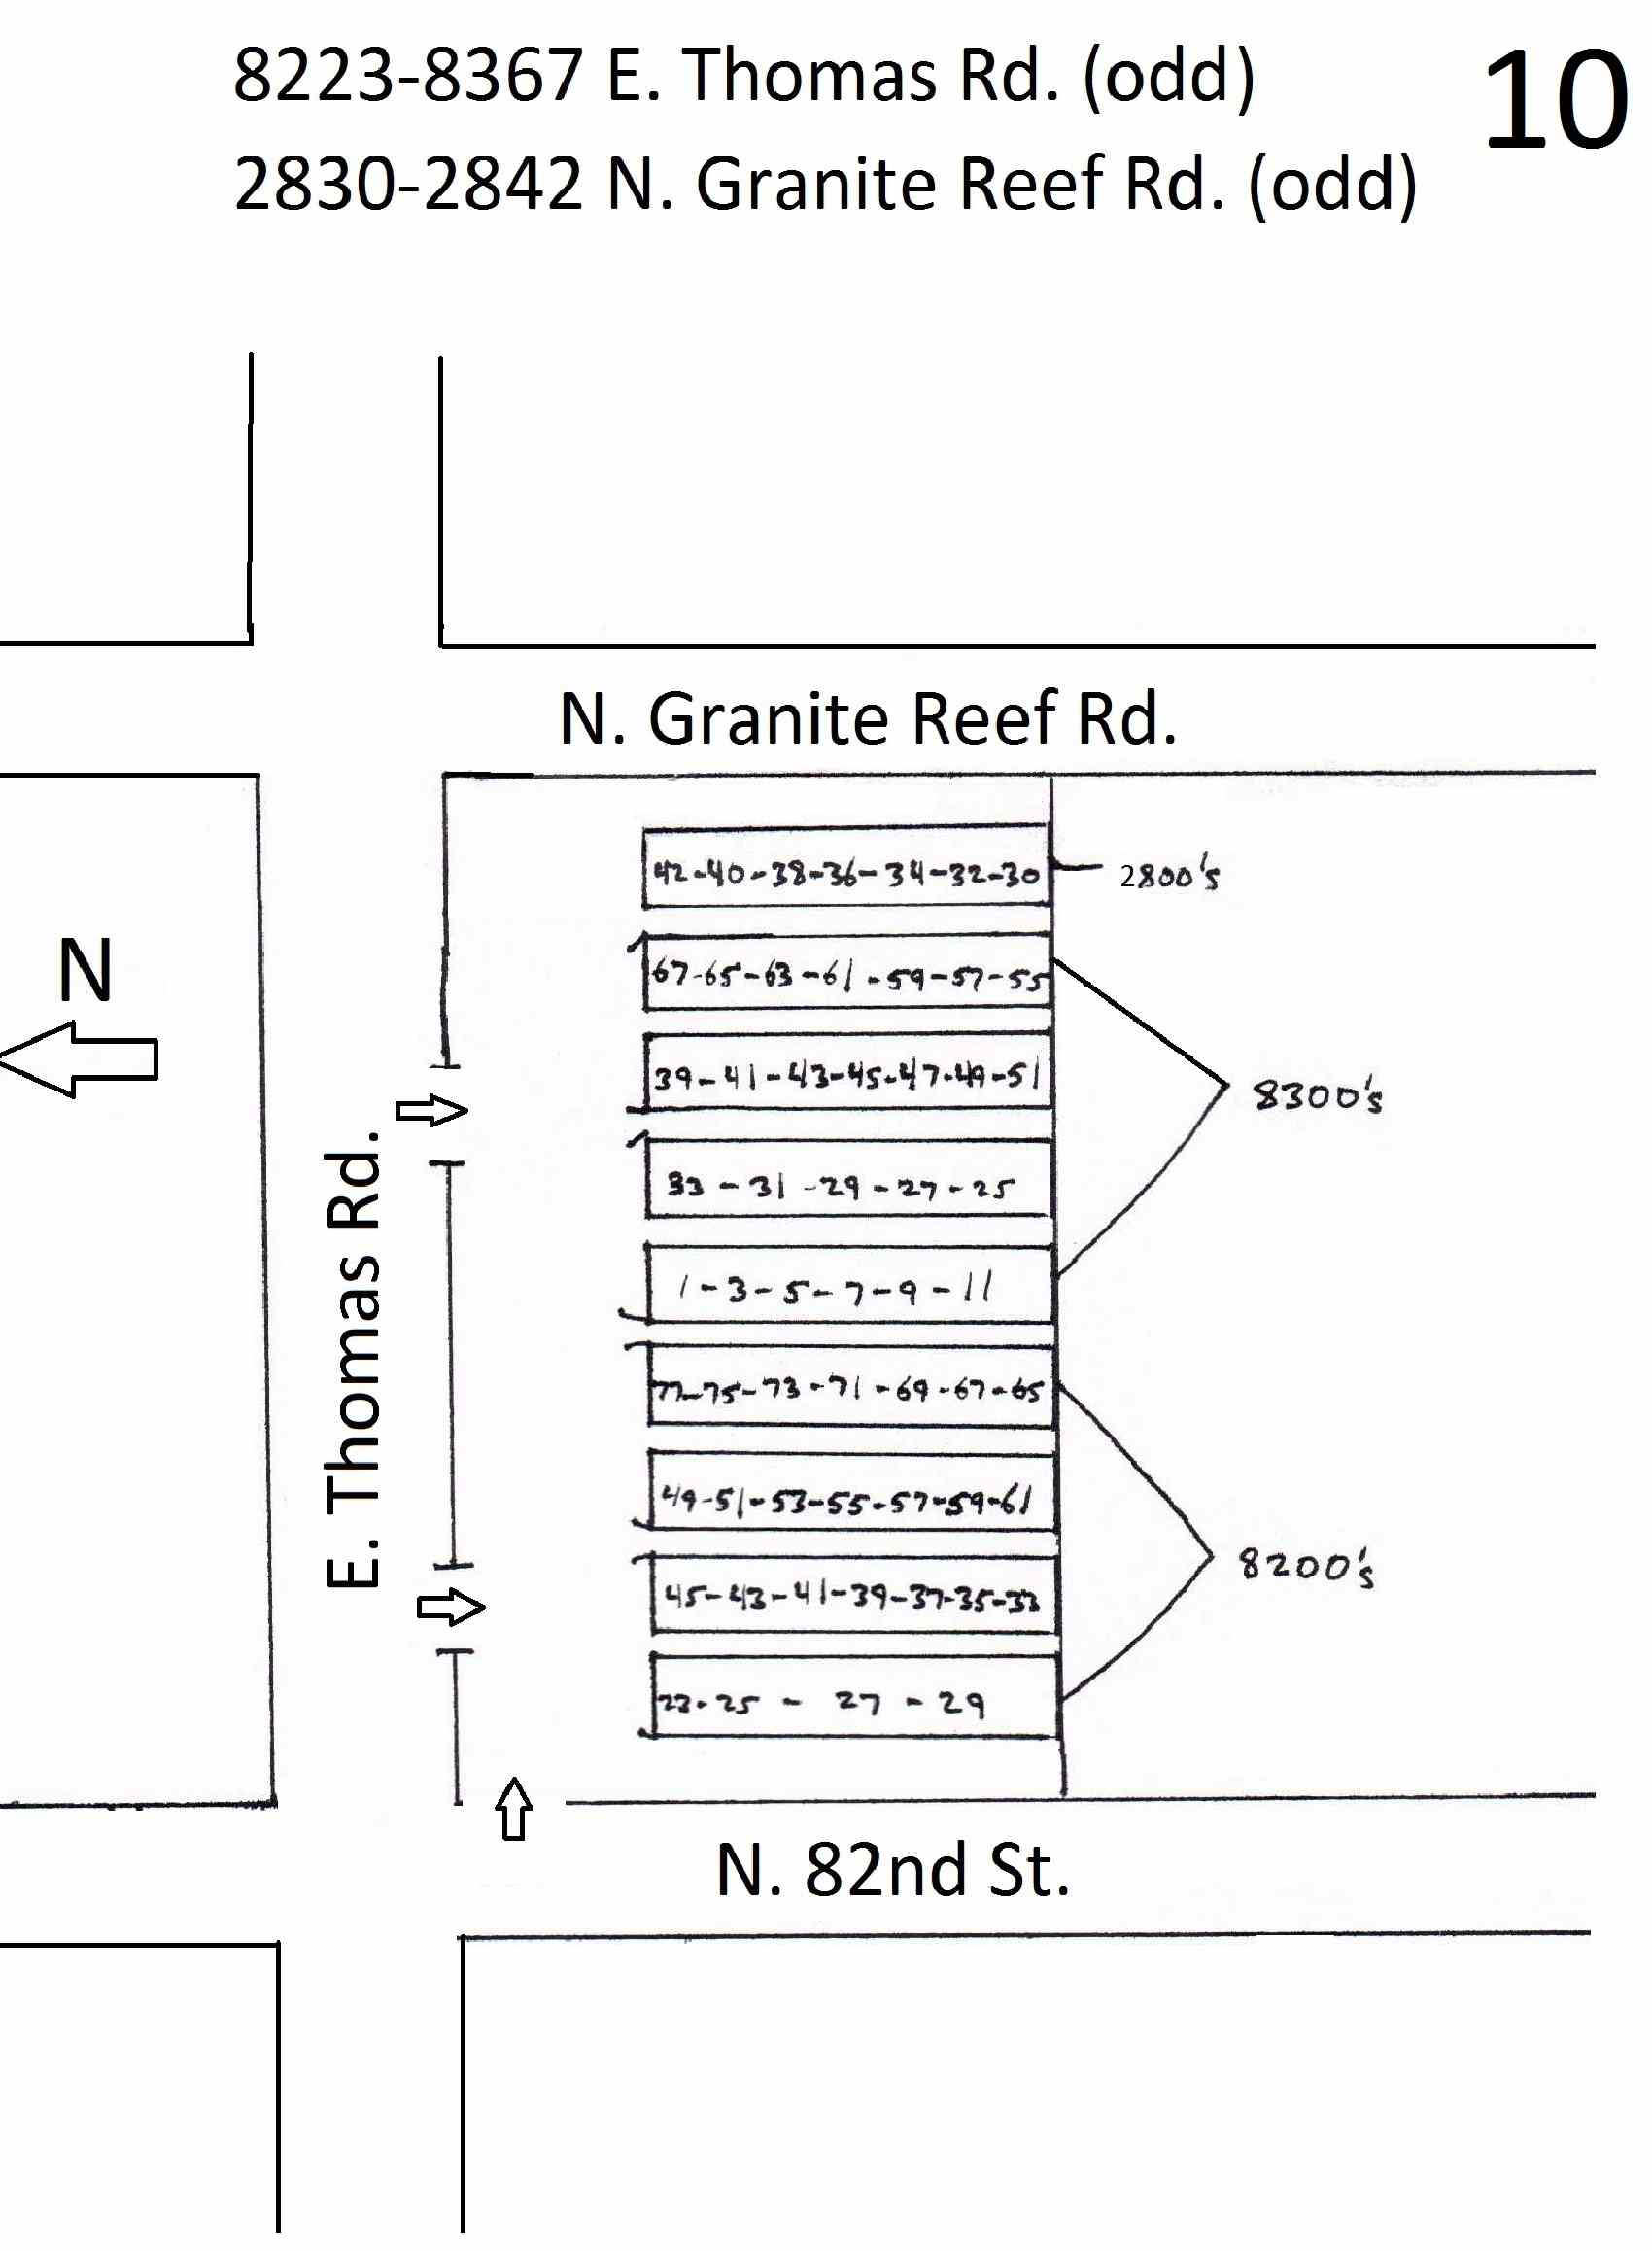 8223-8367 E. Thomas Rd. (odd)
10
2830-2842 N. Granite Reef Rd. (odd)
N. Granite Reef Rd.
42-40-38-36-34-32-30
2800's
67-65-63-61-59-57-55
N
39-41-43-45-47-49-51
8300's
33-31-29-27-25
E. Thomas Rd.
1-3-5-7-9-11
77-75-73-71-69-67-65
49-51-53-55-57-59-61
8200's
45-43-41-39-37-35-33
23-25-27-29
N. 82nd St.